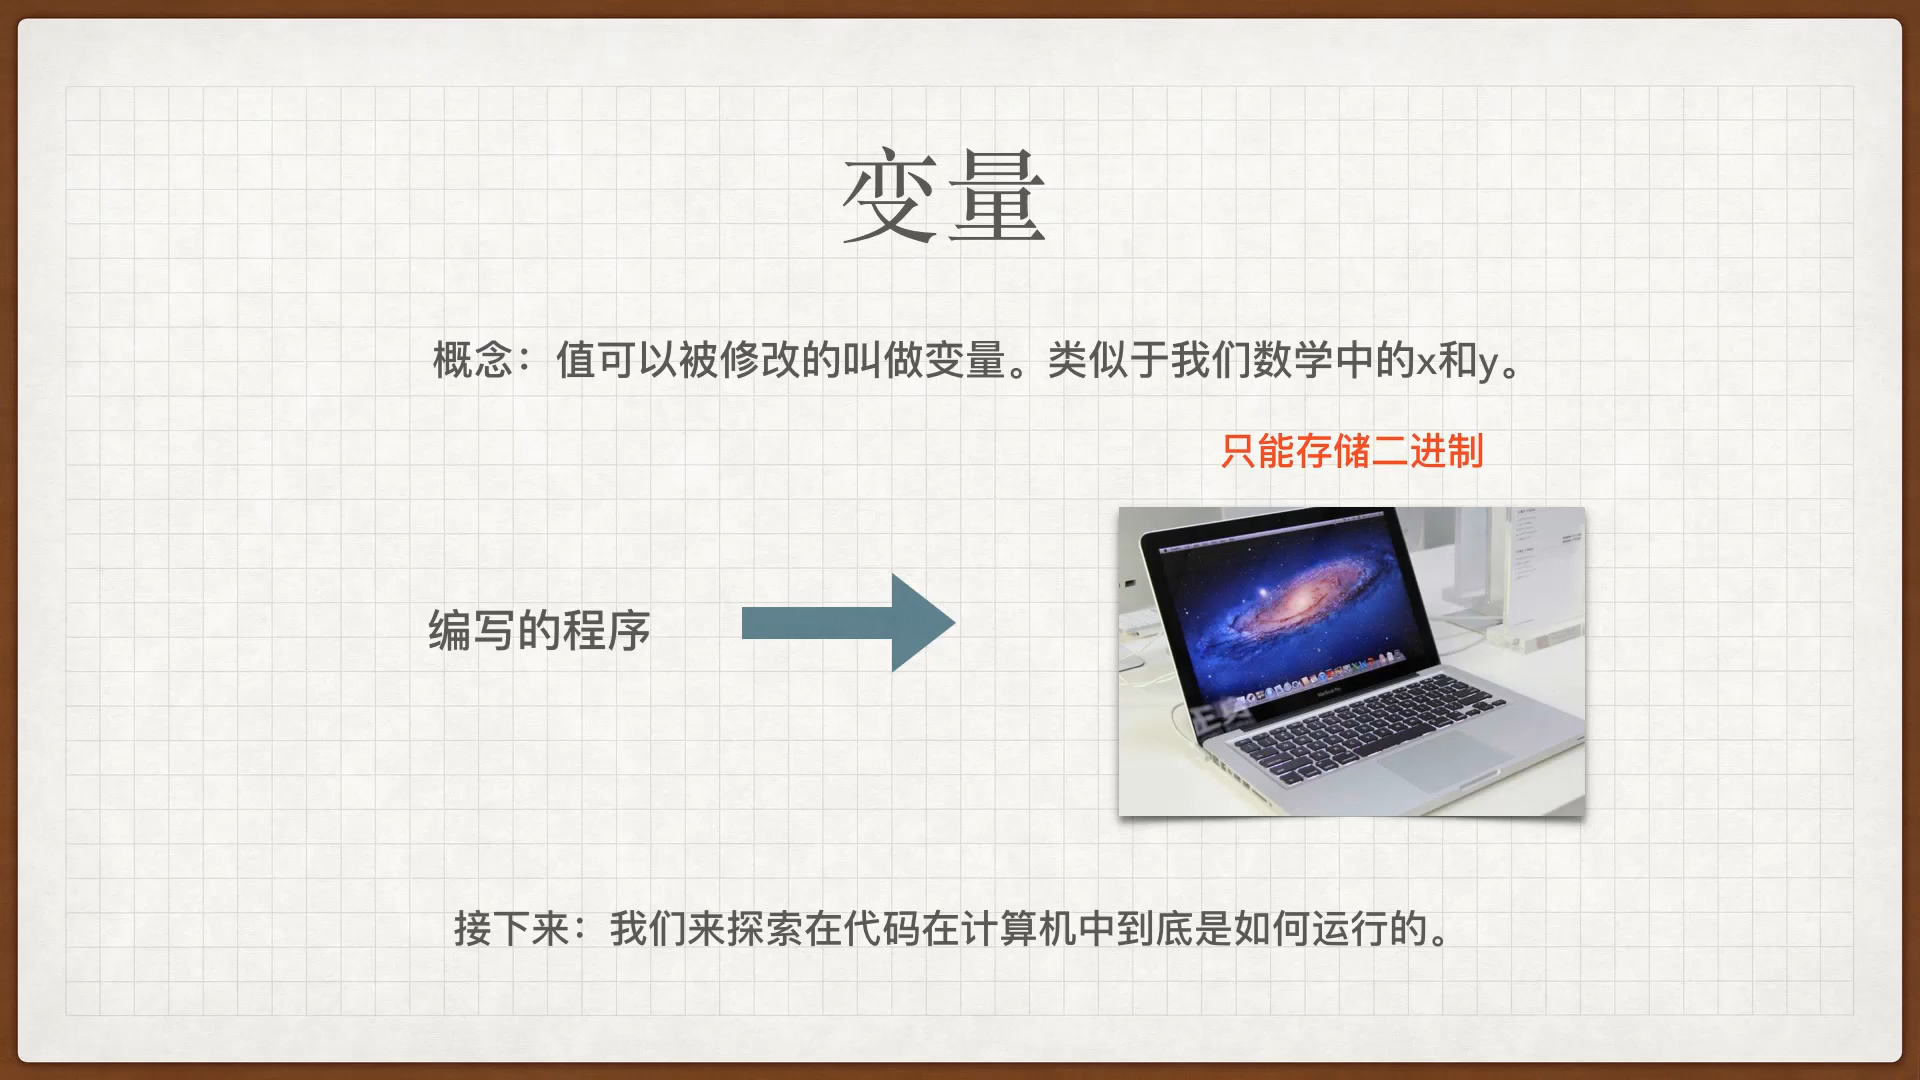 变量
概念：值可以被修改的叫做变量。类似于我们数学中的x和y。
只能存储二进制
编写的程序
接下来：我们来探索在代码在计算机中到底是如何运行的。